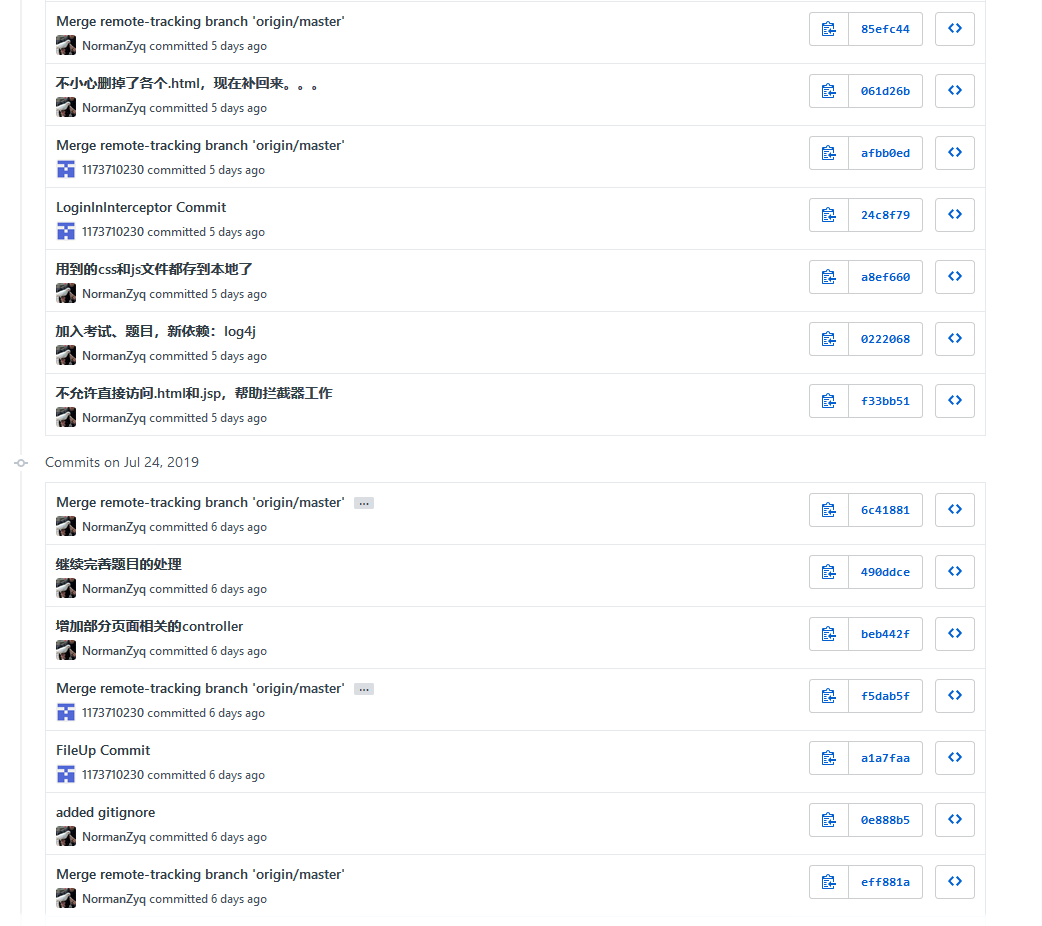 Merge remote-tracking branch 'origin/master'
NormanZyq committed 5 days ago
85efc44
不小心删掉了各个.html，现在补回来。。。
NormanZyq committed 5 days ago
061d26b
Merge remote-tracking branch 'origin/master'
1173710230 committed 5 days ago
afbb0ed
LoginInInterceptor Commit
1173710230 committed 5 days ago
24c8f79
用到的css和js文件都存到本地了
NormanZyq committed 5 days ago
a8ef660
加入考试、题目，新依赖：log4j
NormanZyq committed 5 days ago
0222068
不允许直接访问.html和.jsp，帮助拦截器工作
NormanZyq committed 5 days ago
f33bb51
Commits on Jul 24, 2019
Merge remote-tracking branch 'origin/master' …
NormanZyq committed 6 days ago
6c41881
继续完善题目的处理
NormanZyq committed 6 days ago
490ddce
增加部分页面相关的controller
NormanZyq committed 6 days ago
beb442f
Merge remote-tracking branch 'origin/master' …
1173710230 committed 6 days ago
f5dab5f
FileUp Commit
1173710230 committed 6 days ago
a1a7faa
added gitignore
NormanZyq committed 6 days ago
0e888b5
Merge remote-tracking branch 'origin/master'
NormanZyq committed 6 days ago
eff881a